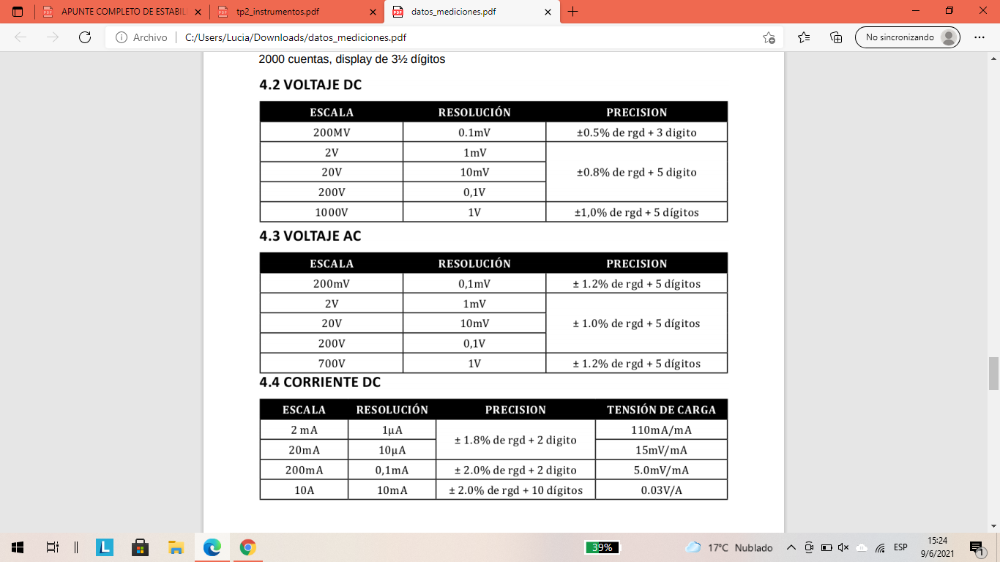 APUNTE COMPLETO DE ESTABILI
tp2_instrumentos.pdf
datos_mediciones.pdf
Archivo
C:/Users/Lucia/Downloads/datos_mediciones.pdf
No sincronizando
2000 cuentas, display de 3½ dígitos
4.2 VOLTAJE DC
ESCALA RESOLUCIÓN PRECISION
200MV 0.1mV ±0.5% de rgd + 3 digito
2V 1mV
20V 10mV ±0.8% de rgd + 5 digito
200V 0,1V
1000V 1V ±1,0% de rgd + 5 dígitos
4.3 VOLTAJE AC
ESCALA RESOLUCIÓN PRECISION
200mV 0,1mV ± 1.2% de rgd + 5 dígitos
2V 1mV
20V 10mV ± 1.0% de rgd + 5 dígitos
200V 0,1V
700V 1V ± 1.2% de rgd + 5 dígitos
4.4 CORRIENTE DC
ESCALA RESOLUCIÓN PRECISION TENSIÓN DE CARGA
2 mA 1µA ± 1.8% de rgd + 2 digito 110mA/mA
20mA 10µA 15mV/mA
200mA 0,1mA ± 2.0% de rgd + 2 digito 5.0mV/mA
10A 10mA ± 2.0% de rgd + 10 dígitos 0.03V/A
39%
17°C Nublado
ESP
15:24
9/6/2021
1